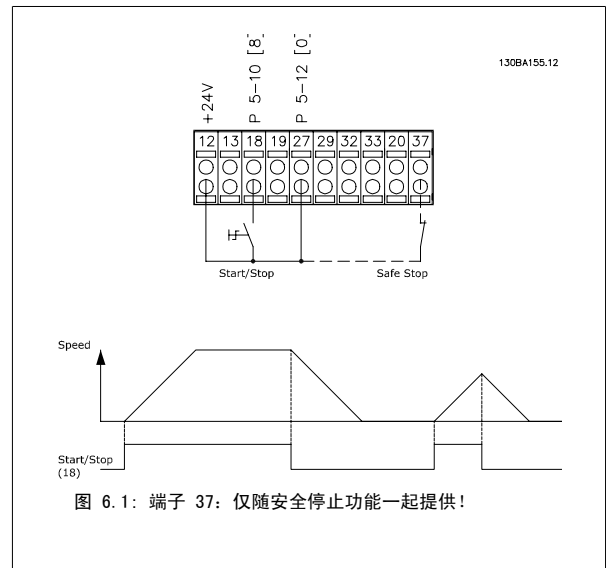 130BA155.12
+24V
P 5-10 [8]
P 5-12 [0]
12 13 18 19 27 29 32 33 20 37
Start/Stop
Safe Stop
Speed
Start/Stop
(18)
图 6.1: 端子 37: 仅随安全停止功能一起提供!